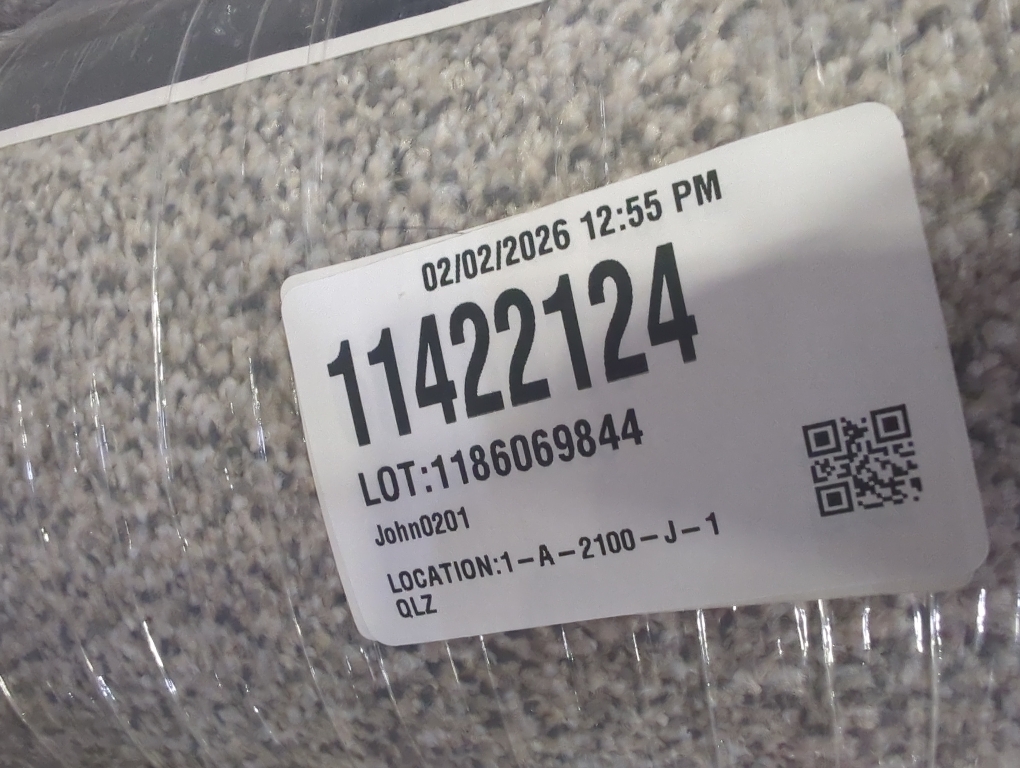 02/02/2026 12:55 PM
11422124
LOT:1186069844
John0201
LOCATION:1-A-2100-J-1
QLZ